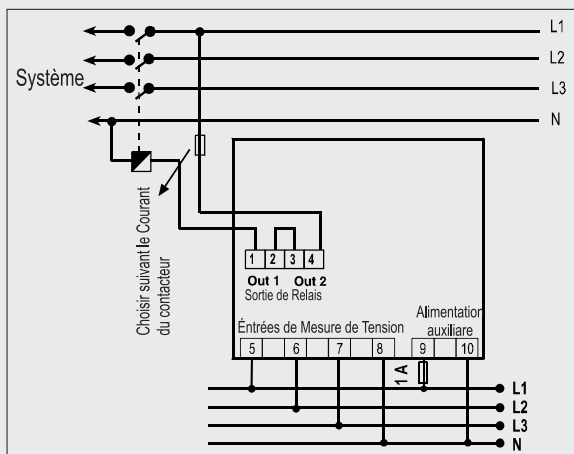 L1
L2
Système
L3
N
Choisir suivant le Courant
du contacteur
1 2 3 4
Out 1 Out 2
Sortie de Relais
Alimentation
auxiliare
Éntrées de Mesure de Tension
5 6 7 8 9 10
1 A
L1
L2
L3
N